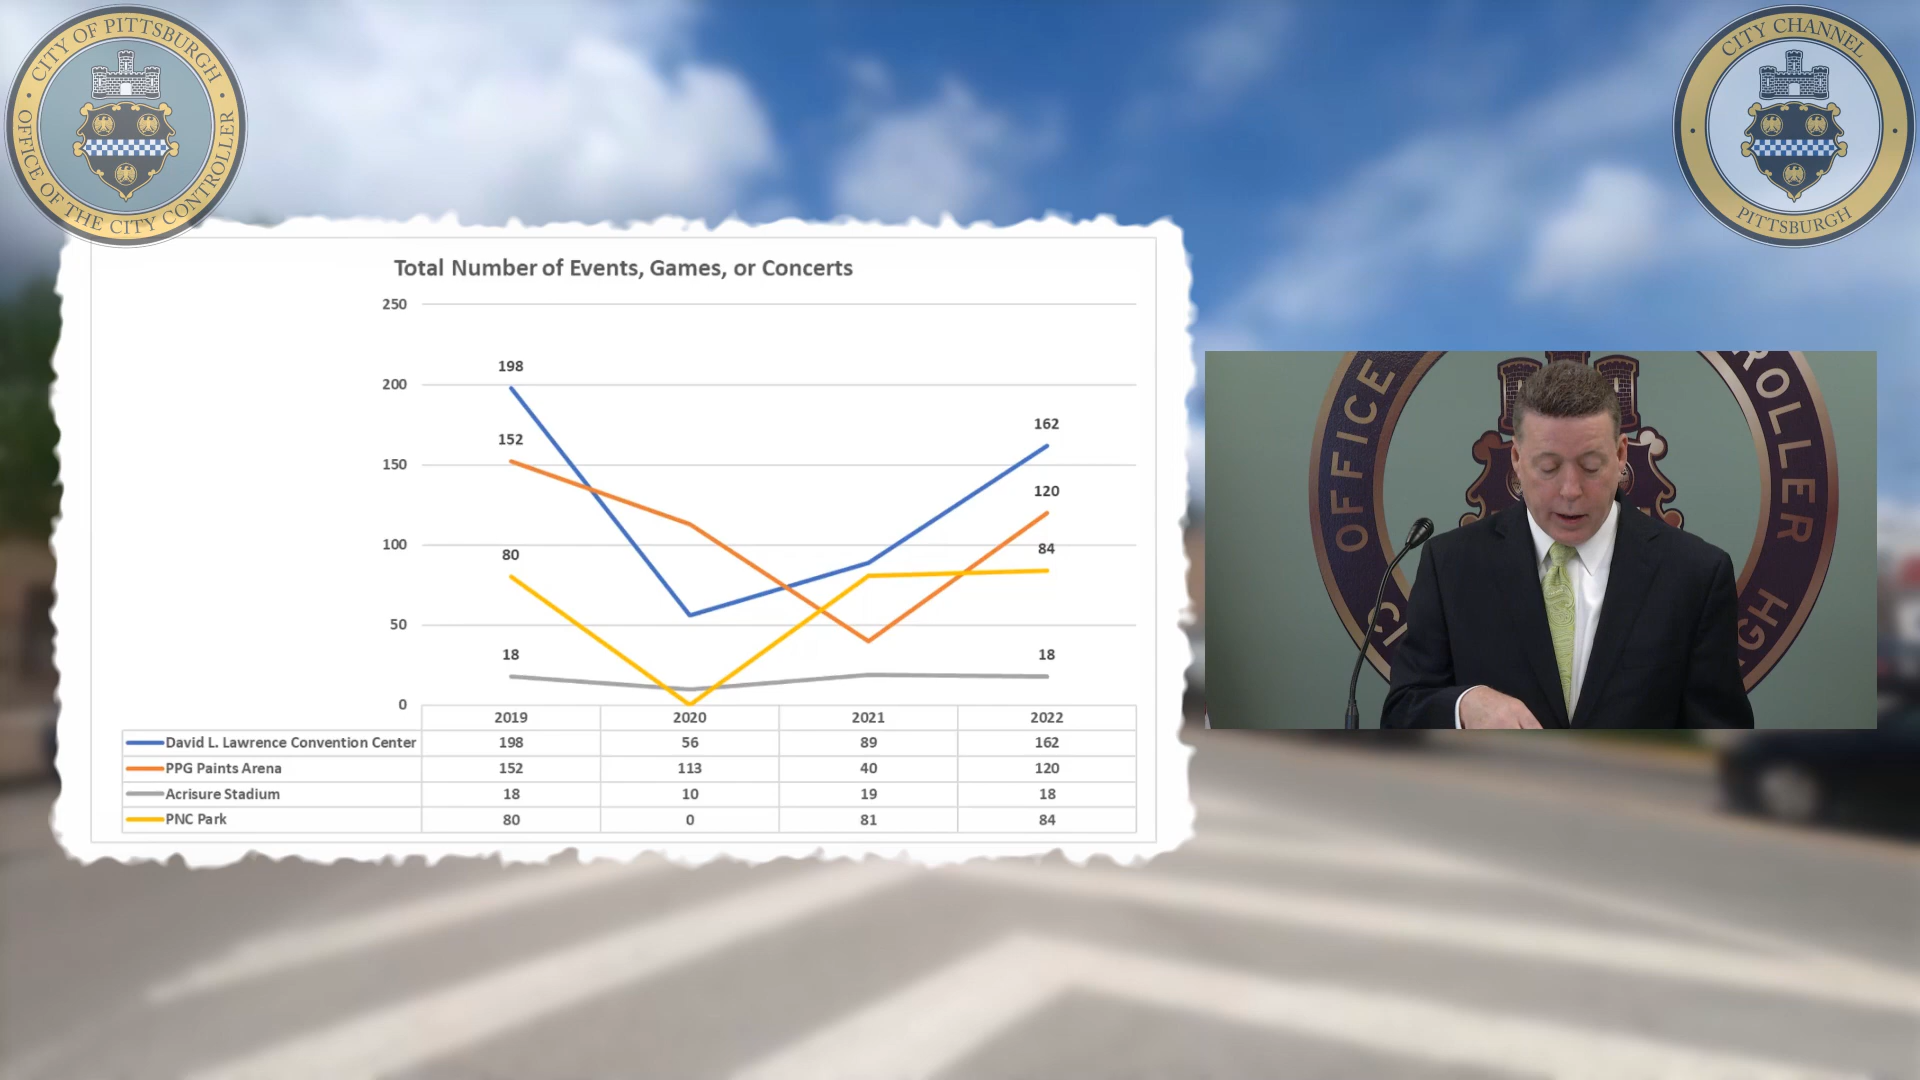 CITY OF PITTSBURGH
OFFICE OF THE CITY CONTROLLER
CITY CHANNEL
PITTSBURGH
Total Number of Events, Games, or Concerts
250
200
150
100
50
0
198
152
80
18
162
120
84
18
2019 2020 2021 2022
David L. Lawrence Convention Center 198 56 89 162
PPG Paints Arena 152 113 40 120
Acrisure Stadium 18 10 19 18
PNC Park 80 0 81 84
OFFICE
ROLLER
GH